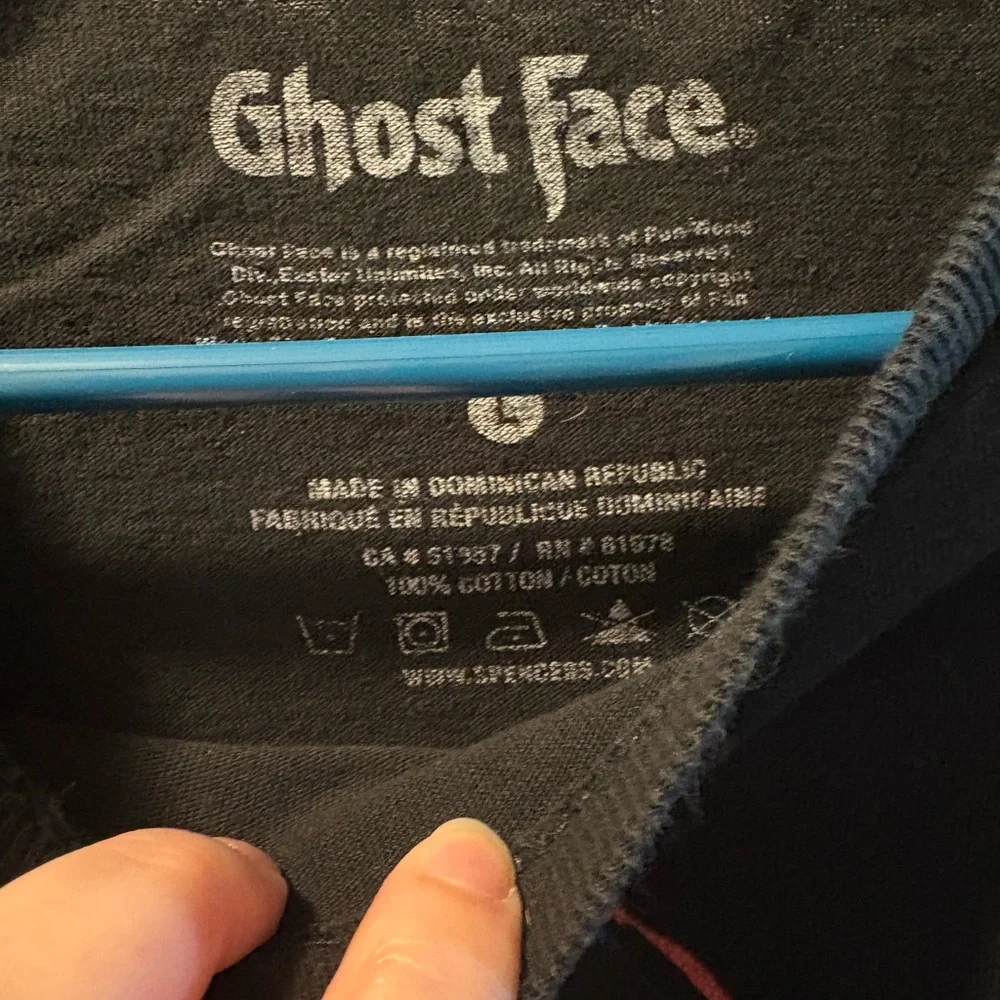 Ghost Face®
Ghost Face is a registered trademark of Fun World
Div., Easter Unlimited, Inc. All Rights Reserved.
Ghost Face protected under worldwide copyright
registration and is the exclusive property of Fun
L
MADE IN DOMINICAN REPUBLIC
FABRIQUÉ EN RÉPUBLIQUE DOMINICAINE
CA # / RN #
100% COTTON / COTON
WWW.SPENCERS.COM